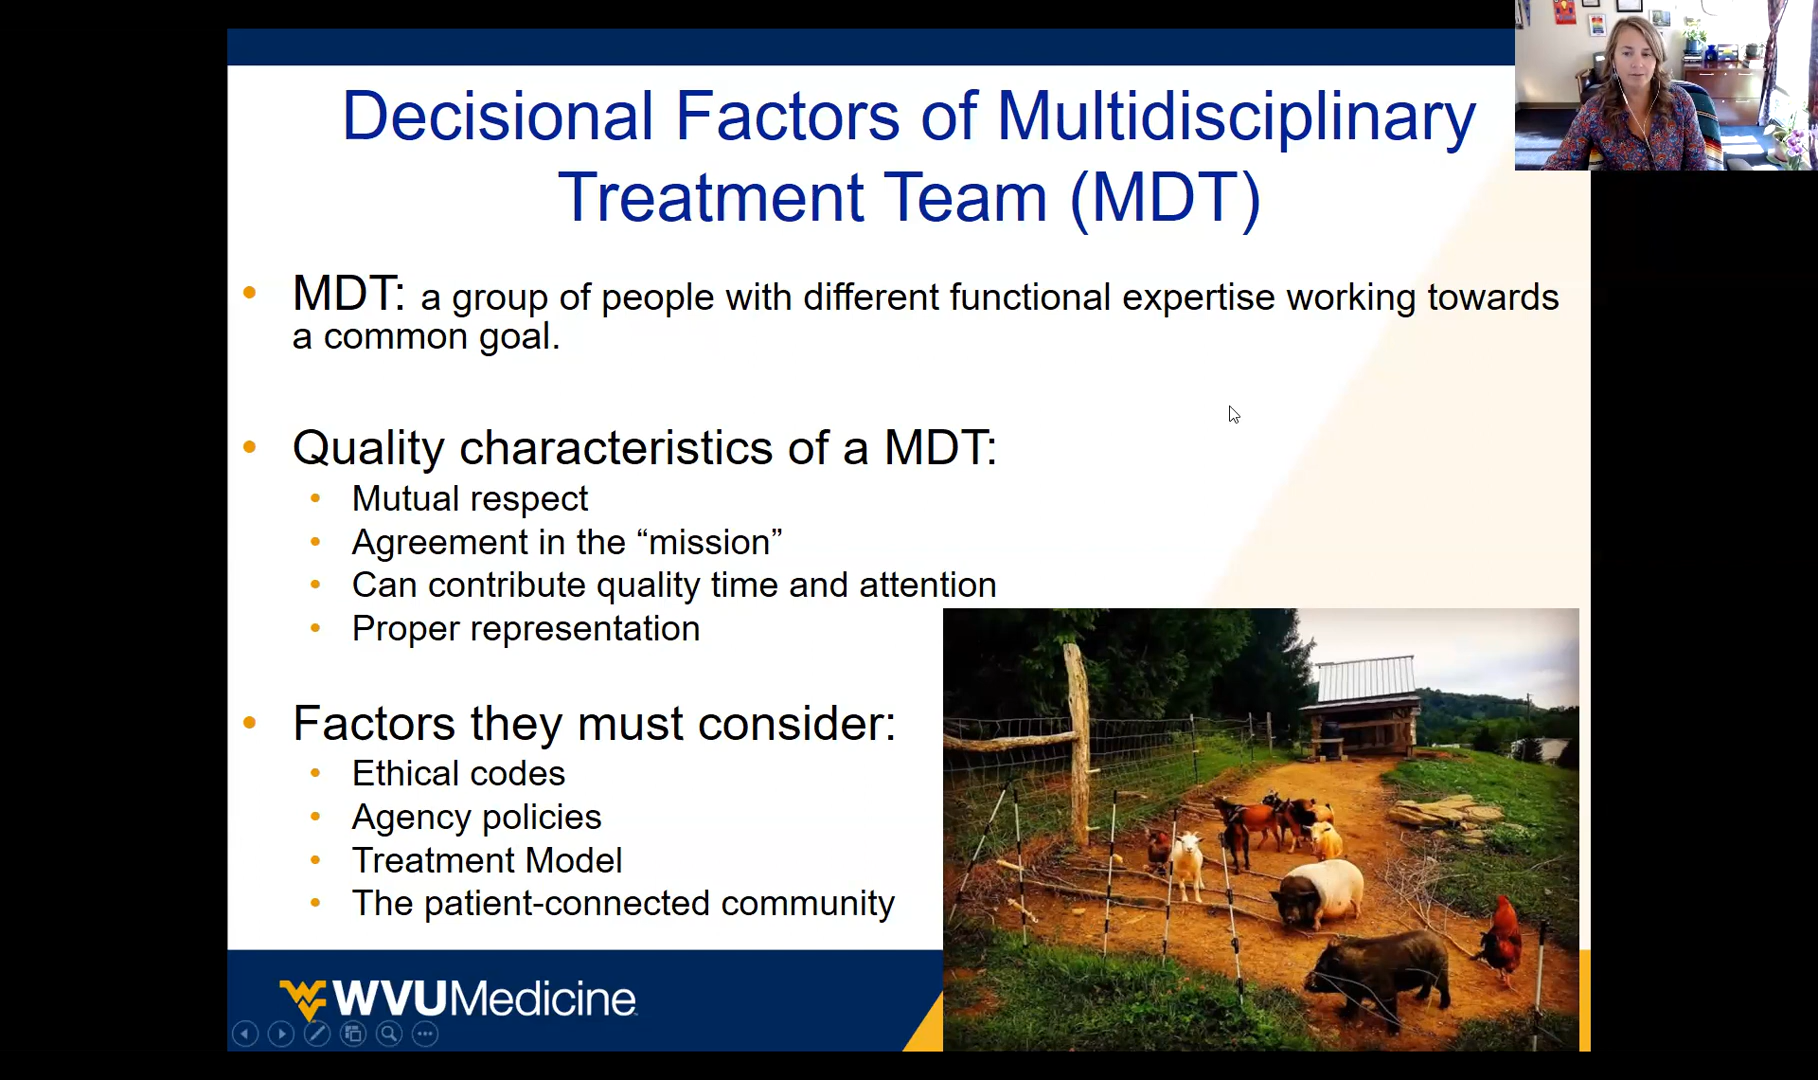 Decisional Factors of Multidisciplinary
Treatment Team (MDT)
• MDT: a group of people with different functional expertise working towards
a common goal.
• Quality characteristics of a MDT:
• Mutual respect
• Agreement in the “mission”
• Can contribute quality time and attention
• Proper representation
• Factors they must consider:
• Ethical codes
• Agency policies
• Treatment Model
• The patient-connected community
WVUMedicine